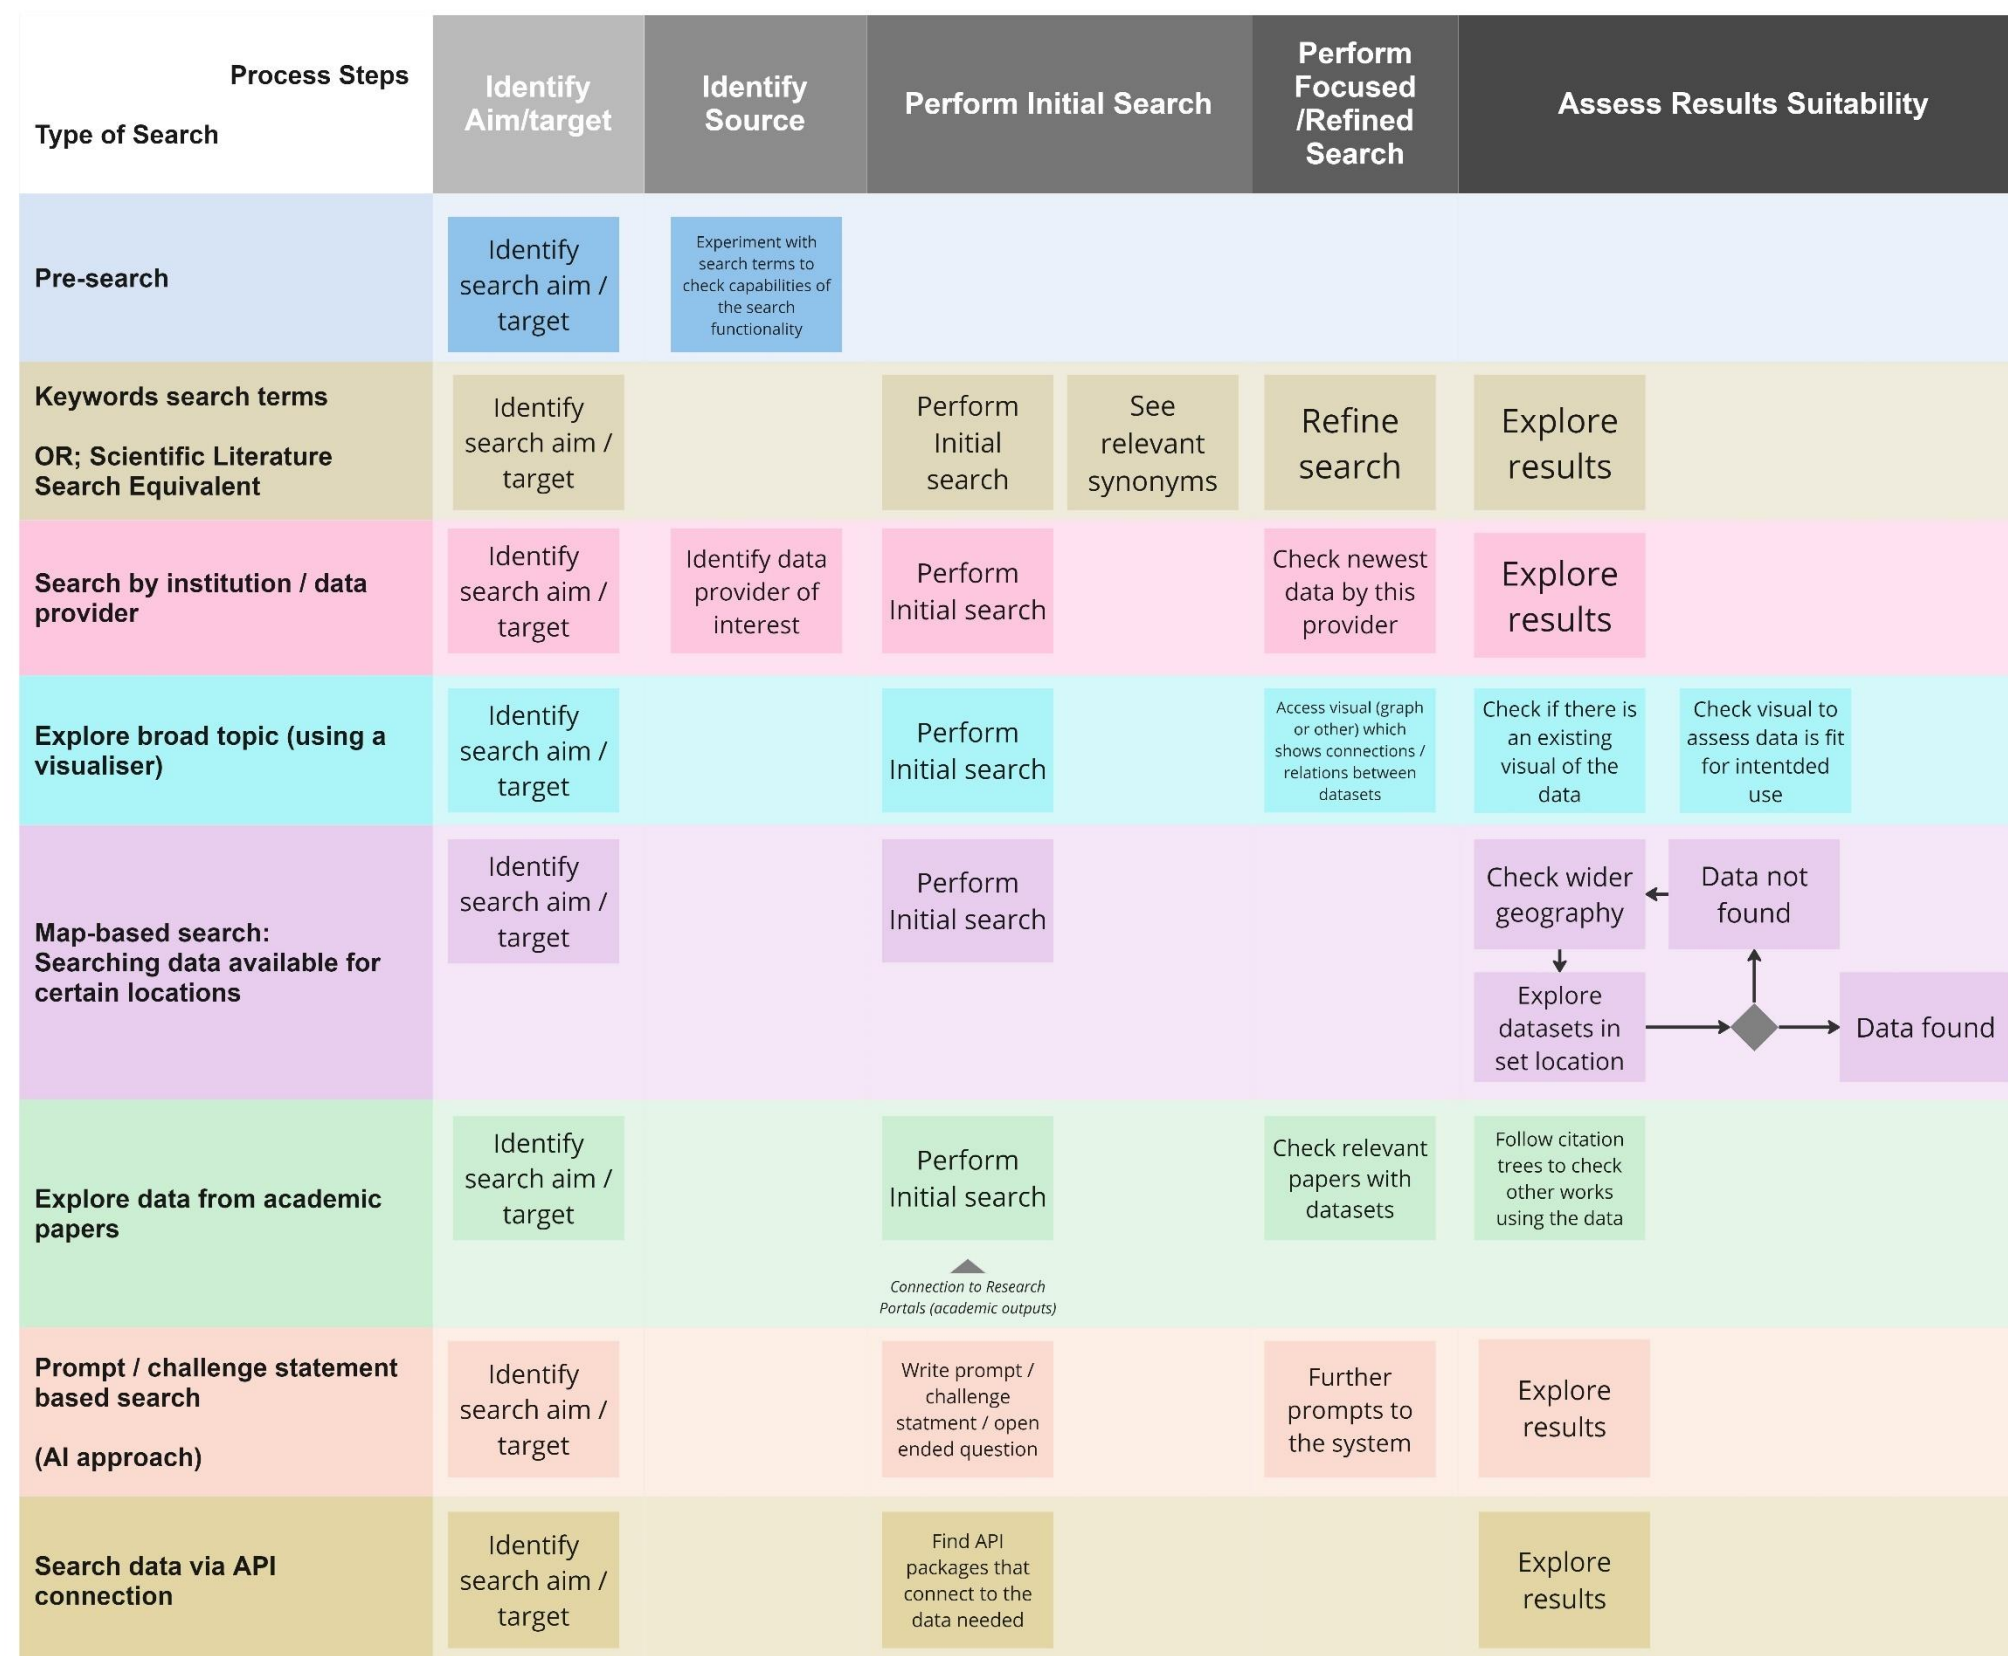 Process Steps
Type of Search
Identify
Aim/target
Identify
Source
Perform Initial Search
Perform
Focused
/Refined
Search
Assess Results Suitability
Pre-search
Identify
search aim /
target
Experiment with
search terms to
check capabilities of
the search
functionality
Keywords search terms
OR; Scientific Literature
Search Equivalent
Identify
search aim /
target
Perform
Initial
search
See
relevant
synonyms
Refine
search
Explore
results
Search by institution / data
provider
Identify
search aim /
target
Identify data
provider of
interest
Perform
Initial search
Check newest
data by this
provider
Explore
results
Explore broad topic (using a
visualiser)
Identify
search aim /
target
Perform
Initial search
Access visual (graph
or other) which
shows connections /
relations between
datasets
Check if there is
an existing
visual of the
data
Check visual to
assess data is fit
for intentded
use
Map-based search:
Searching data available for
certain locations
Identify
search aim /
target
Perform
Initial search
Check wider
geography
Data not
found
Explore
datasets in
set location
Data found
Explore data from academic
papers
Identify
search aim /
target
Perform
Initial search
Connection to Research
Portals (academic outputs)
Check relevant
papers with
datasets
Follow citation
trees to check
other works
using the data
Prompt / challenge statement
based search
(AI approach)
Identify
search aim /
target
Write prompt /
challenge
statment / open
ended question
Further
prompts to
the system
Explore
results
Search data via API
connection
Identify
search aim /
target
Find API
packages that
connect to the
data needed
Explore
results